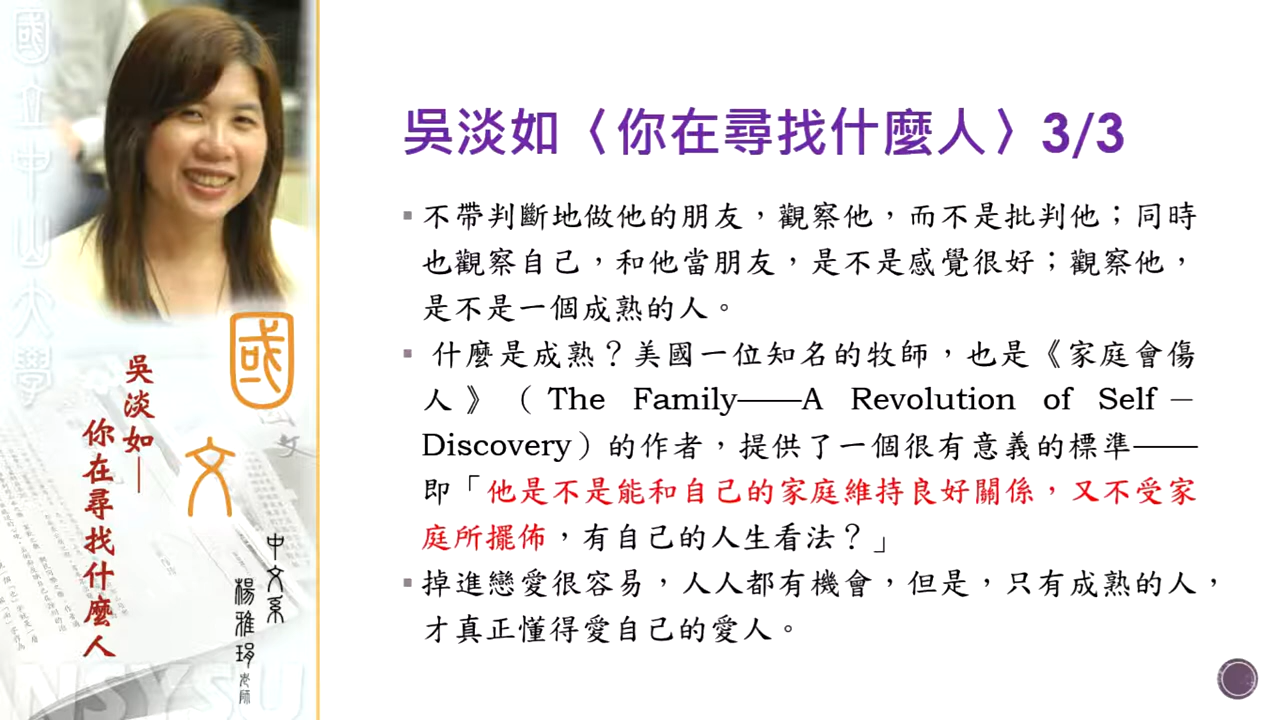 國立中山大學
國文
吳淡如—
你在尋找什麼人
中文系
楊雅琄老師
NSYSU
吳淡如〈你在尋找什麼人〉3/3
▪ 不帶判斷地做他的朋友，觀察他，而不是批判他；同時
也觀察自己，和他當朋友，是不是感覺很好；觀察他，
是不是一個成熟的人。
▪ 什麼是成熟？美國一位知名的牧師，也是《家庭會傷
人》（The Family——A Revolution of Self－
Discovery）的作者，提供了一個很有意義的標準——
即「他是不是能和自己的家庭維持良好關係，又不受家
庭所擺佈，有自己的人生看法？」
▪ 掉進戀愛很容易，人人都有機會，但是，只有成熟的人，
才真正懂得愛自己的愛人。